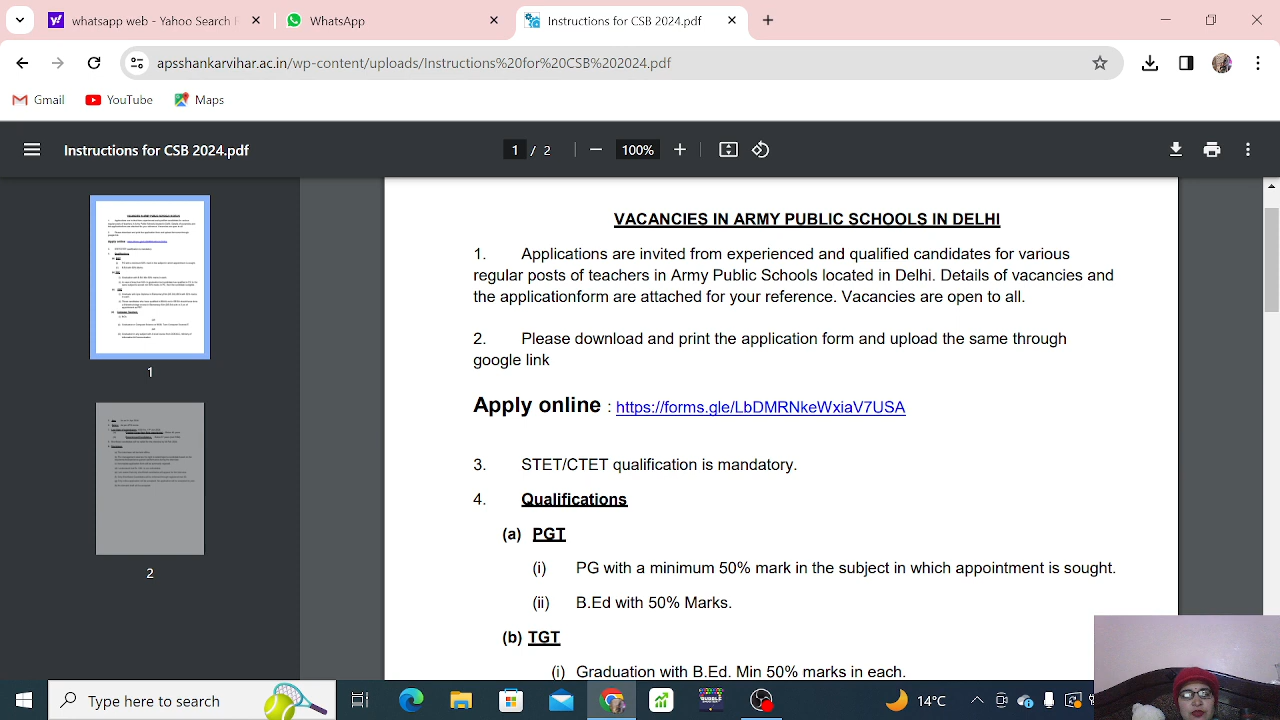 whatsapp web - Yahoo Search
WhatsApp
Instructions for CSB 2024.pdf
apsshankarvihar.ac.in/wp-content/uploads/Instructions%20for%20CSB%202024.pdf
Gmail
YouTube
Maps
Instructions for CSB 2024.pdf
1 / 2
100%
1
2
VACANCIES IN ARMY PUBLIC SCHOOLS IN DELHI
1. Applications are invited from experienced and qualified candidates for various
regular posts of teachers in Army Public Schools located in Delhi. Details of vacancies and
the application form are attached for your reference. Vacancies are open to all.
2. Please download and print the application form and upload the same through
google link
Apply online : https://forms.gle/LbDMRNkeWxiaV7USA
3. STET/CTET qualification is mandatory.
4. Qualifications
(a) PGT
(i) PG with a minimum 50% mark in the subject in which appointment is sought.
(ii) B.Ed with 50% Marks.
(b) TGT
(i) Graduation with B.Ed. Min 50% marks in each.
Type here to search
14°C